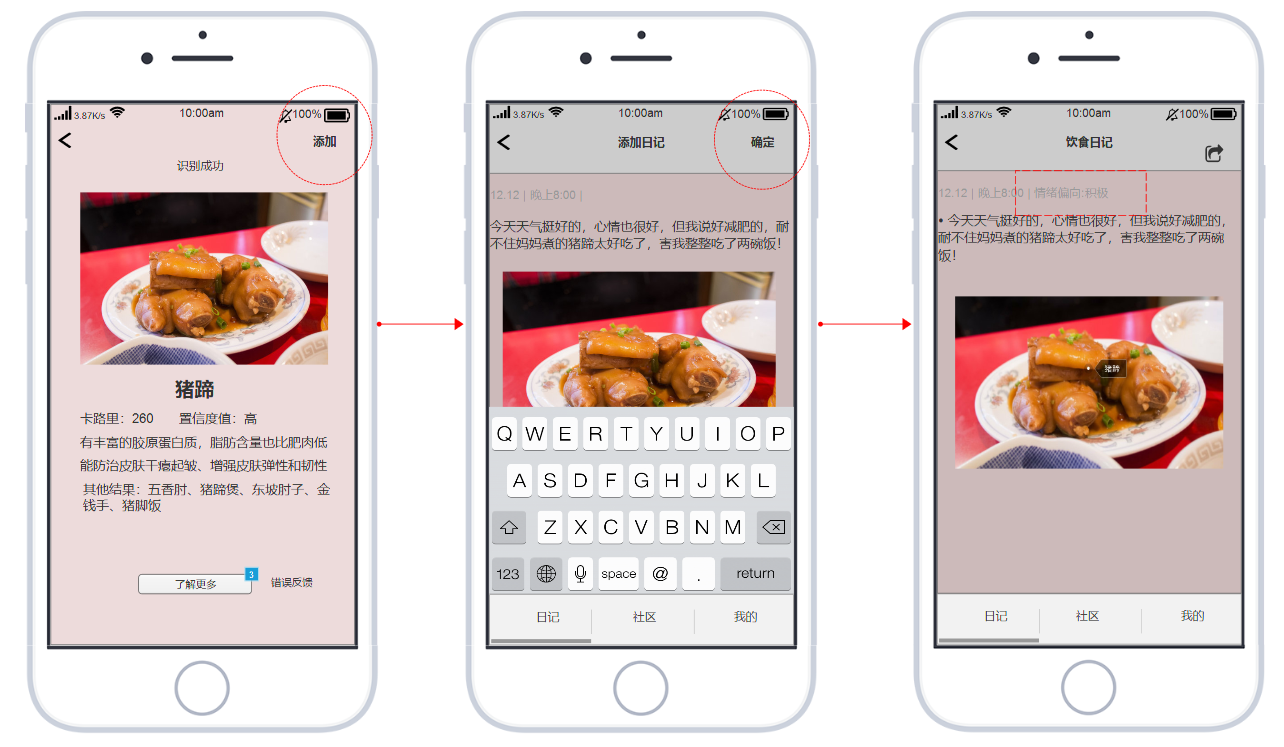 3.87K/s 10:00am 100%
添加
识别成功
猪蹄
卡路里：260 置信度值：高
有丰富的胶原蛋白质，脂肪含量也比肥肉低
能防治皮肤干瘪起皱、增强皮肤弹性和韧性
其他结果：五香肘、猪蹄煲、东坡肘子、金
钱手、猪脚饭
了解更多 3 错误反馈
3.87K/s 10:00am 100%
添加日记 确定
12.12 | 晚上8:00 |
今天天气挺好的，心情也很好，但我说好减肥的，耐
不住妈妈煮的猪蹄太好吃了，害我整整吃了两碗饭！
Q W E R T Y U I O P
A S D F G H J K L
Z X C V B N M
123 space @ . return
日记 社区 我的
3.87K/s 10:00am 100%
饮食日记
12.12 | 晚上8:00 | 情绪偏向:积极
• 今天天气挺好的，心情也很好，但我说好减肥的，
耐不住妈妈煮的猪蹄太好吃了，害我整整吃了两碗
饭！
猪蹄
日记 社区 我的